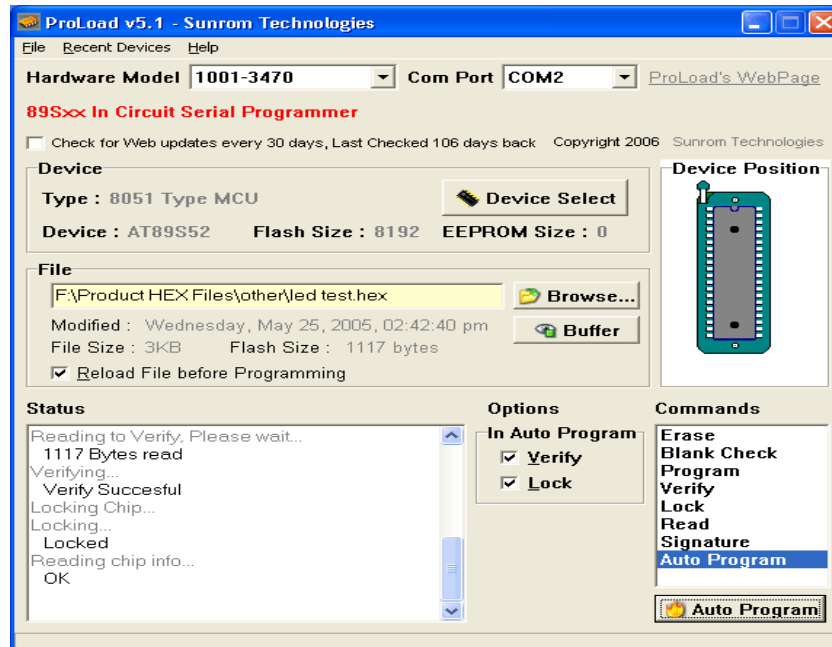 ProLoad v5.1 - Sunrom Technologies
File Recent Devices Help
Hardware Model 1001-3470 Com Port COM2 ProLoad's WebPage
89Sxx In Circuit Serial Programmer
Check for Web updates every 30 days, Last Checked 106 days back Copyright 2006 Sunrom Technologies
Device
Type : 8051 Type MCU Device Select
Device : AT89S52 Flash Size : 8192 EEPROM Size : 0
Device Position
File
F:\Product HEX Files\other\led test.hex Browse...
Modified : Wednesday, May 25, 2005, 02:42:40 pm Buffer
File Size : 3KB Flash Size : 1117 bytes
Reload File before Programming
Status
Reading to Verify, Please wait...
1117 Bytes read
Verifying...
Verify Succesful
Locking Chip...
Locking...
Locked
Reading chip info...
OK
Options
In Auto Program
Verify
Lock
Commands
Erase
Blank Check
Program
Verify
Lock
Read
Signature
Auto Program
Auto Program